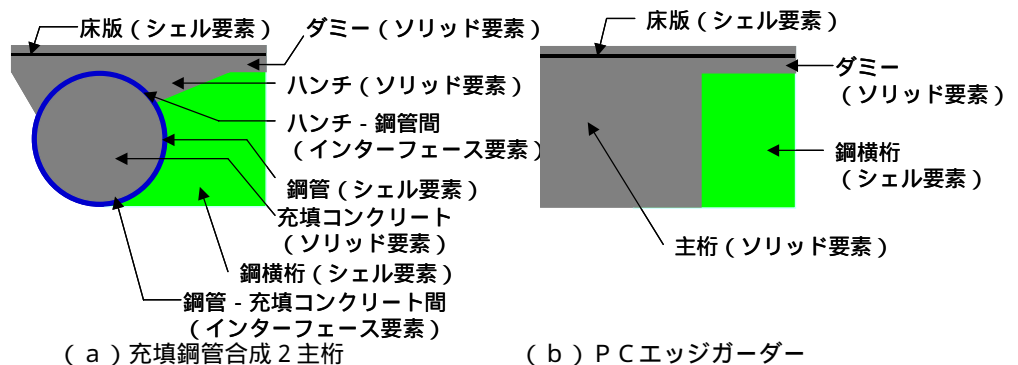 床版(シェル要素)
ダミー(ソリッド要素)
ハンチ(ソリッド要素)
ハンチ - 鋼管間
(インターフェース要素)
鋼管(シェル要素)
充填コンクリート
(ソリッド要素)
鋼横桁(シェル要素)
鋼管 - 充填コンクリート間
(インターフェース要素)
(a)充填鋼管合成2主桁
床版(シェル要素)
ダミー
(ソリッド要素)
鋼横桁
(シェル要素)
主桁(ソリッド要素)
(b)PCエッジガーダー